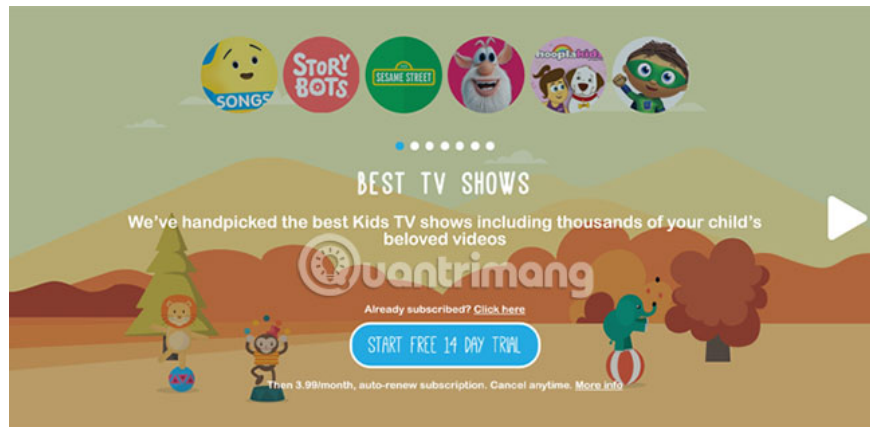 SONGS
STORY
BOTS
SESAME STREET
hooplakidz
BEST TV SHOWS
We've handpicked the best Kids TV shows including thousands of your child's
beloved videos
Quantrimang
Already subscribed? Click here
START FREE 14 DAY TRIAL
Then 3.99/month, auto-renew subscription. Cancel anytime. More info